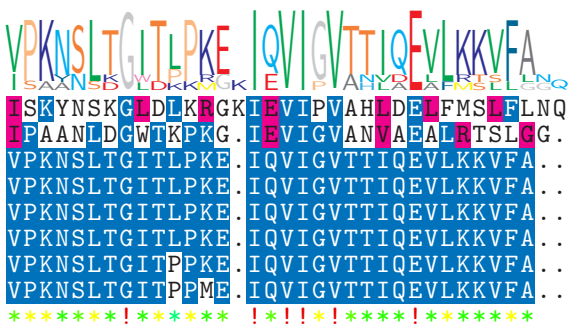 VPKNSLTGITLPKE IQVIGVTTIQEVLKKVFA
ISKYNSKGLDLKRGKIEVIPVAHLDELFMSLFLNQ
IPAANLDGWTKPKG.IEVIGVANVAEALRTSLGG.
VPKNSLTGITLPKE.IQVIGVTTIQEVLKKVFA..
VPKNSLTGITLPKE.IQVIGVTTIQEVLKKVFA..
VPKNSLTGITLPKE.IQVIGVTTIQEVLKKVFA..
VPKNSLTGITLPKE.IQVIGVTTIQEVLKKVFA..
VPKNSLTGITPPKE.IQVIGVTTIQEVLKKVFA..
VPKNSLTGITPPME.IQVIGVTTIQEVLKKVFA..
*******!****** !*!!*!****!*******